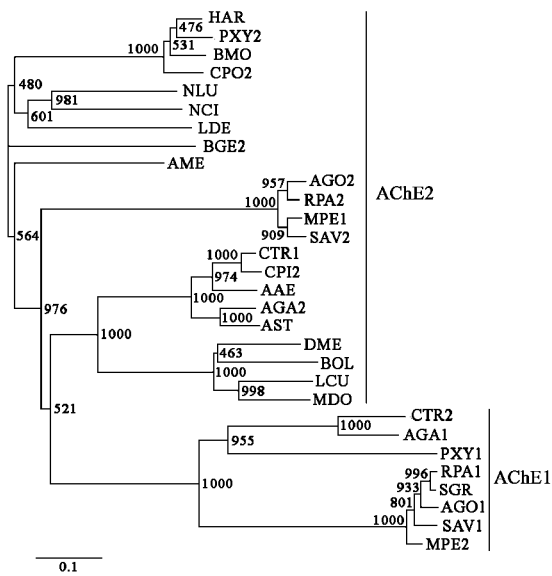 HAR
476
PXY2
1000
531
BMO
CPO2
480
NLU
981
NCI
601
LDE
BGE2
AME
957
AGO2
AChE2
1000
RPA2
MPE1
909
SAV2
564
1000
CTR1
CPI2
974
AAE
1000
AGA2
976
1000
AST
1000
DME
463
BOL
1000
LCU
998
MDO
521
CTR2
1000
AGA1
955
PXY1
996
RPA1
AChE1
933
SGR
1000
801
AGO1
SAV1
1000
MPE2
0.1